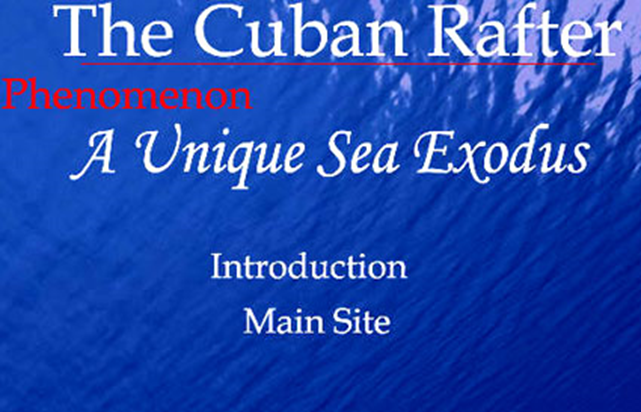 The Cuban Rafter
Phenomenon
A Unique Sea Exodus
Introduction
Main Site